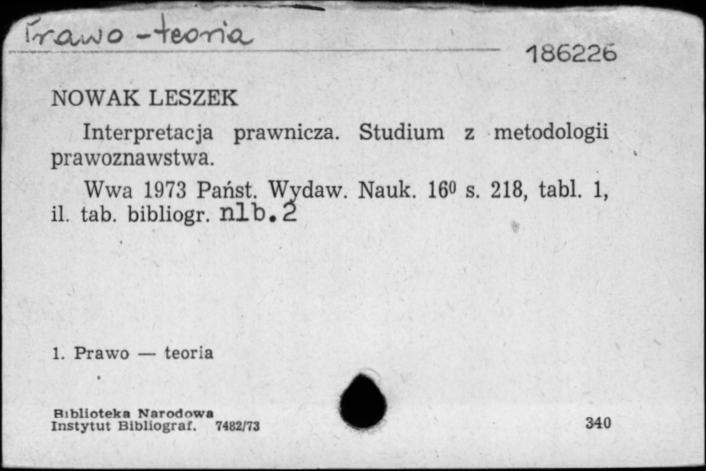 Prawo - teoria
186226
NOWAK LESZEK
Interpretacja prawnicza. Studium z metodologii
prawoznawstwa.
Wwa 1973 Państ. Wydaw. Nauk. 16⁰ s. 218, tabl. 1,
il. tab. bibliogr. nlb.2
1. Prawo — teoria
Biblioteka Narodowa
Instytut Bibliograf. 7482/73
340